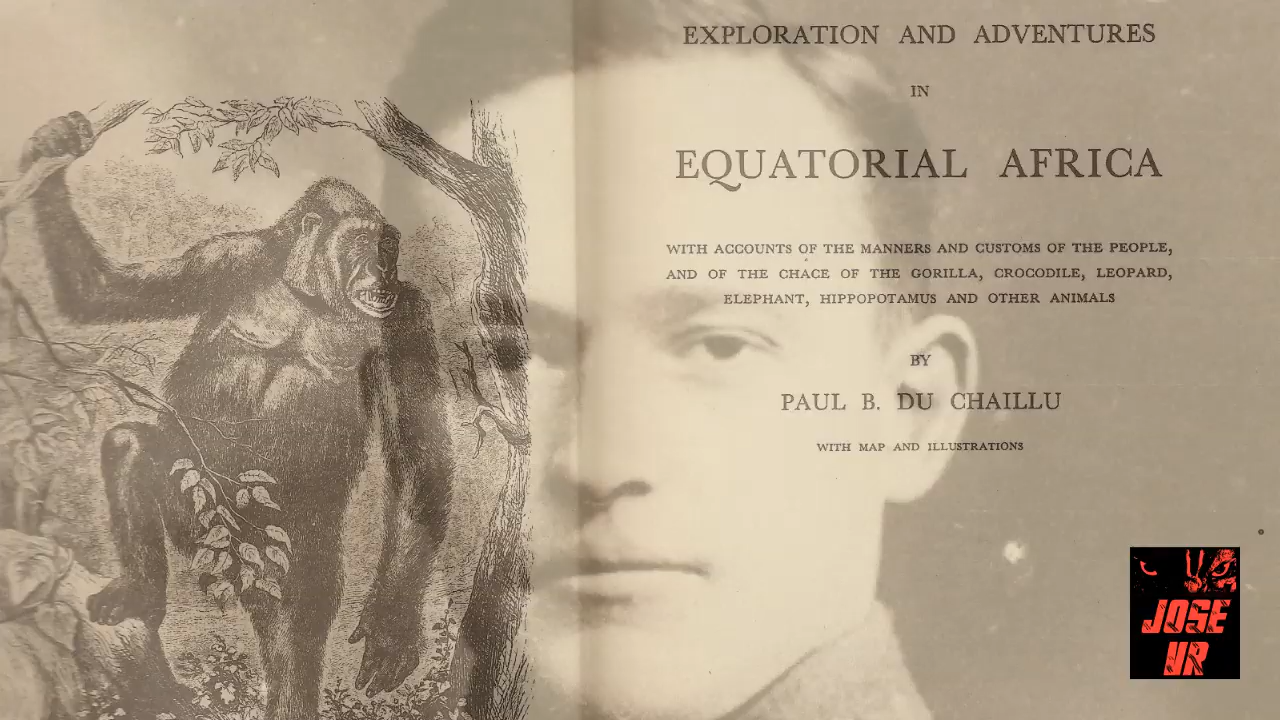 EXPLORATION AND ADVENTURES
IN
EQUATORIAL AFRICA
WITH ACCOUNTS OF THE MANNERS AND CUSTOMS OF THE PEOPLE,
AND OF THE CHACE OF THE GORILLA, CROCODILE, LEOPARD,
ELEPHANT, HIPPOPOTAMUS AND OTHER ANIMALS
BY
PAUL B. DU CHAILLU
WITH MAP AND ILLUSTRATIONS
JOSE
UR